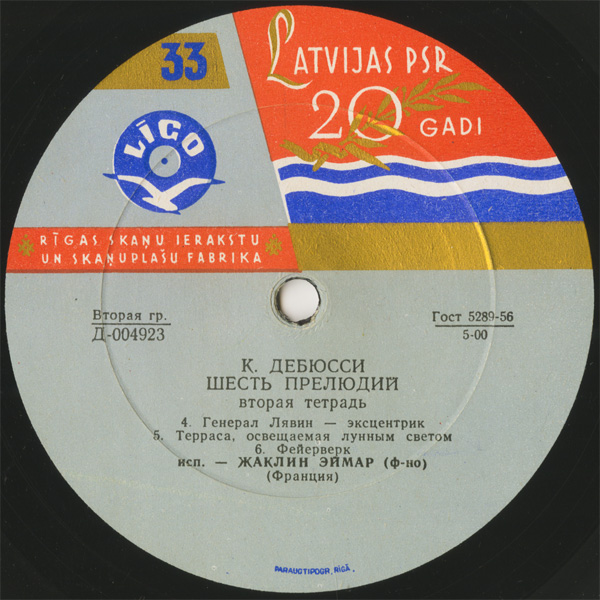 33
LATVIJAS PSR
20 GADI
LĪGO
RĪGAS SKAŅU IERAKSTU
UN SKAŅUPLAŠU FABRIKA
Вторая гр.
Д-004923
Гост 5289-56
5-00
К. ДЕБЮССИ
ШЕСТЬ ПРЕЛЮДИЙ
вторая тетрадь
4. Генерал Лявин — эксцентрик
5. Терраса, освещаемая лунным светом
6. Фейерверк
исп. — ЖАКЛИН ЭЙМАР (ф-но)
(Франция)
PARAUGTIPOGR, RĪGĀ.